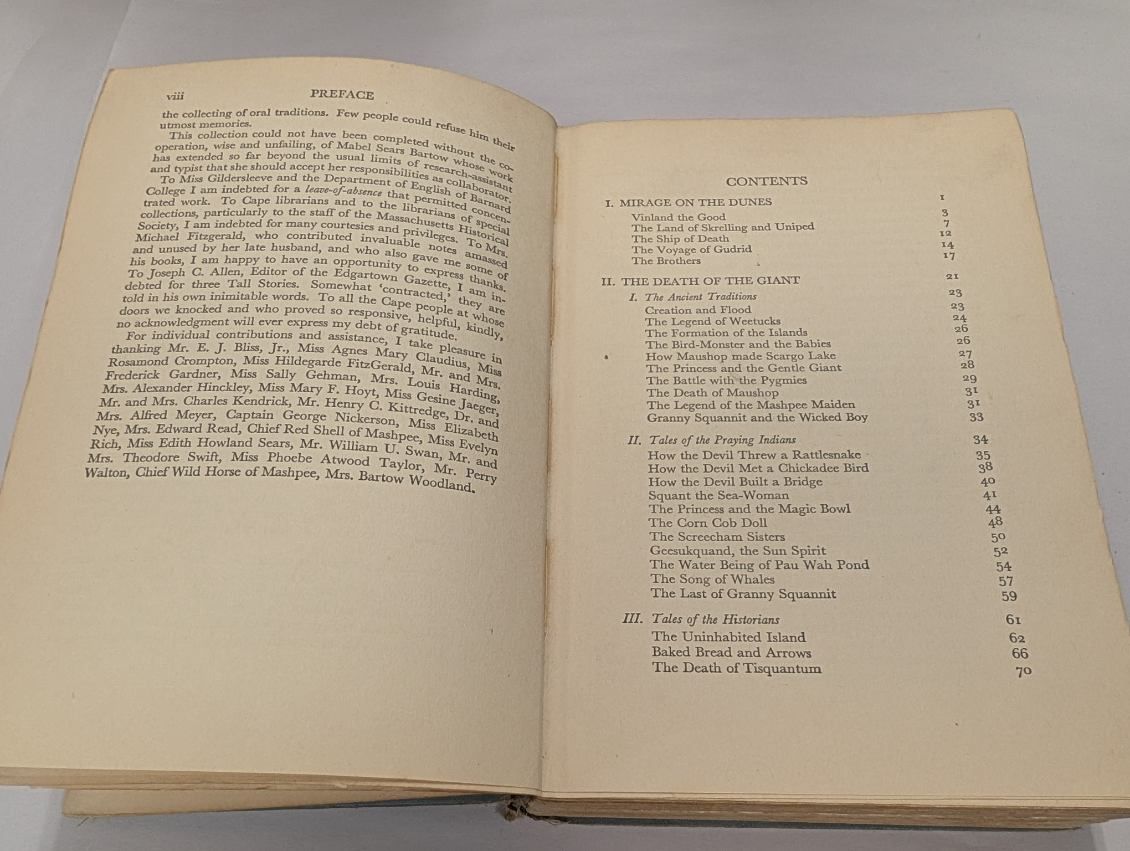 viii
PREFACE
the collecting of oral traditions. Few people could refuse him their
utmost memories.
This collection could not have been completed without the co-
operation, wise and unfailing, of Mabel Sears Bartow whose work
has extended so far beyond the usual limits of research-assistant
and typist that she should accept her responsibilities as collaborator.
To Miss Gildersleeve and the Department of English of Barnard
College I am indebted for a leave-of-absence that permitted concen-
trated work. To Cape librarians and to the librarians of special
collections, particularly to the staff of the Massachusetts Historical
Society, I am indebted for many courtesies and privileges. To Mrs.
Michael Fitzgerald, who contributed invaluable notes amassed
and unused by her late husband, and who also gave me some of
his books, I am happy to have an opportunity to express thanks.
To Joseph C. Allen, Editor of the Edgartown Gazette, I am in-
debted for three Tall Stories. Somewhat 'contracted,' they are
told in his own inimitable words. To all the Cape people at whose
doors we knocked and who proved so responsive, helpful, kindly,
no acknowledgment will ever express my debt of gratitude.
For individual contributions and assistance, I take pleasure in
thanking Mr. E. J. Bliss, Jr., Miss Agnes Mary Claudius, Miss
Rosamond Crompton, Miss Hildegarde FitzGerald, Mr. and Mrs.
Frederick Gardner, Miss Sally Gehman, Mrs. Louis Harding,
Mrs. Alexander Hinckley, Miss Mary F. Hoyt, Miss Gesine Jaeger,
Mr. and Mrs. Charles Kendrick, Mr. Henry C. Kittredge, Dr. and
Mrs. Alfred Meyer, Captain George Nickerson, Miss Elizabeth
Nye, Mrs. Edward Read, Chief Red Shell of Mashpee, Miss Evelyn
Rich, Miss Edith Howland Sears, Mr. William U. Swan, Mr. and
Mrs. Theodore Swift, Miss Phoebe Atwood Taylor, Mr. Perry
Walton, Chief Wild Horse of Mashpee, Mrs. Bartow Woodland.
CONTENTS
I. MIRAGE ON THE DUNES 1
Vinland the Good 3
The Land of Skrelling and Uniped 7
The Ship of Death 12
The Voyage of Gudrid 14
The Brothers 17
II. THE DEATH OF THE GIANT 21
I. The Ancient Traditions 23
Creation and Flood 23
The Legend of Weetucks 24
The Formation of the Islands 26
The Bird-Monster and the Babies 26
How Maushop made Scargo Lake 27
The Princess and the Gentle Giant 28
The Battle with the Pygmies 29
The Death of Maushop 31
The Legend of the Mashpee Maiden 31
Granny Squannit and the Wicked Boy 33
II. Tales of the Praying Indians 34
How the Devil Threw a Rattlesnake 35
How the Devil Met a Chickadee Bird 38
How the Devil Built a Bridge 40
Squant the Sea-Woman 41
The Princess and the Magic Bowl 44
The Corn Cob Doll 48
The Screecham Sisters 50
Geesukquand, the Sun Spirit 52
The Water Being of Pau Wah Pond 54
The Song of Whales 57
The Last of Granny Squannit 59
III. Tales of the Historians 61
The Uninhabited Island 62
Baked Bread and Arrows 66
The Death of Tisquantum 70